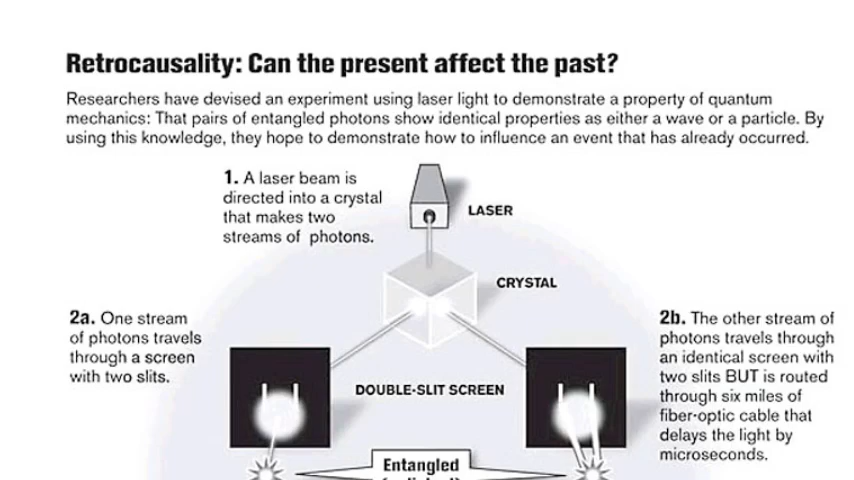 Retrocausality: Can the present affect the past?
Researchers have devised an experiment using laser light to demonstrate a property of quantum
mechanics: That pairs of entangled photons show identical properties as either a wave or a particle. By
using this knowledge, they hope to demonstrate how to influence an event that has already occurred.
1. A laser beam is
directed into a crystal
that makes two
streams of photons.
LASER
CRYSTAL
2a. One stream
of photons travels
through a screen
with two slits.
DOUBLE-SLIT SCREEN
2b. The other stream of
photons travels through
an identical screen with
two slits BUT is routed
through six miles of
fiber-optic cable that
delays the light by
microseconds.
Entangled